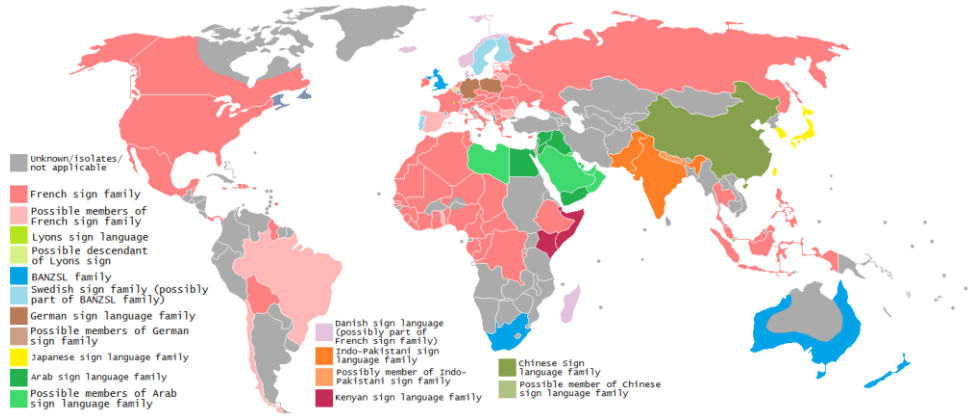 Unknown/isolates/
not applicable
French sign family
Possible members of
French sign family
Lyons sign language
Possible descendant
of Lyons sign
BANZSL family
Swedish sign family (possibly
part of BANZSL family)
German sign language family
Possible members of German
sign family
Japanese sign language family
Arab sign language family
Possible members of Arab
sign language family
Danish sign language
(possibly part of
French sign family)
Indo-Pakistani sign
language family
Possibly member of Indo-
Pakistani sign family
Kenyan sign language family
Chinese Sign
language family
Possible member of Chinese
sign language family